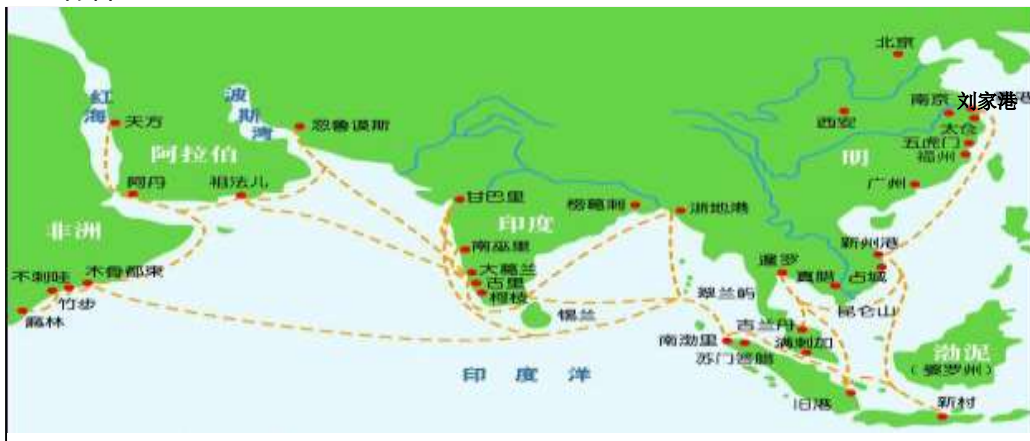 北京
红海
波斯湾
南京
刘家港
天方
忽鲁谟斯
西安
太仓
五虎门
阿拉伯
明
福州
阿丹
祖法儿
甘巴里
榜葛剌
浙地港
广州
非洲
印度
南巫里
新州港
不剌哇
木骨都束
大葛兰
暹罗
真腊
占城
竹步
古里
柯枝
翠兰屿
麻林
锡兰
吉兰丹
昆仑山
南渤里
满剌加
渤泥
苏门答腊
(婆罗州)
印度洋
旧港
新村